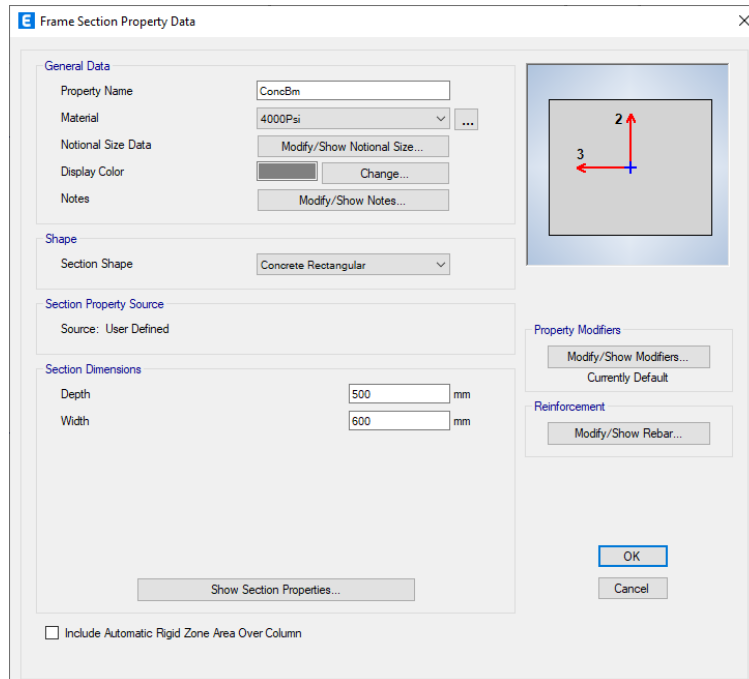 E Frame Section Property Data
General Data
Property Name ConcBm
Material 4000Psi ...
Notional Size Data Modify/Show Notional Size...
Display Color Change...
Notes Modify/Show Notes...
2
3
Shape
Section Shape Concrete Rectangular
Section Property Source
Source: User Defined
Property Modifiers
Modify/Show Modifiers...
Currently Default
Section Dimensions
Depth 500 mm
Width 600 mm
Reinforcement
Modify/Show Rebar...
Show Section Properties...
OK
Cancel
Include Automatic Rigid Zone Area Over Column